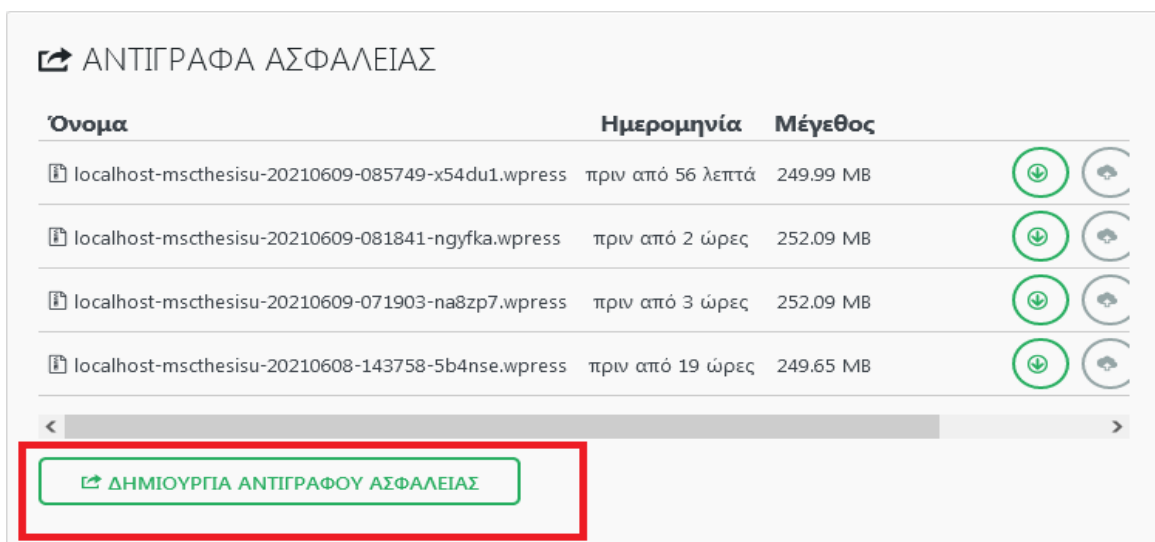 ΑΝΤΙΓΡΑΦΑ ΑΣΦΑΛΕΙΑΣ
Όνομα Ημερομηνία Μέγεθος
localhost-mscthesisu-20210609-085749-x54du1.wpress πριν από 56 λεπτά 249.99 MB
localhost-mscthesisu-20210609-081841-ngyfka.wpress πριν από 2 ώρες 252.09 MB
localhost-mscthesisu-20210609-071903-na8zp7.wpress πριν από 3 ώρες 252.09 MB
localhost-mscthesisu-20210608-143758-5b4nse.wpress πριν από 19 ώρες 249.65 MB
ΔΗΜΙΟΥΡΓΙΑ ΑΝΤΙΓΡΑΦΟΥ ΑΣΦΑΛΕΙΑΣ